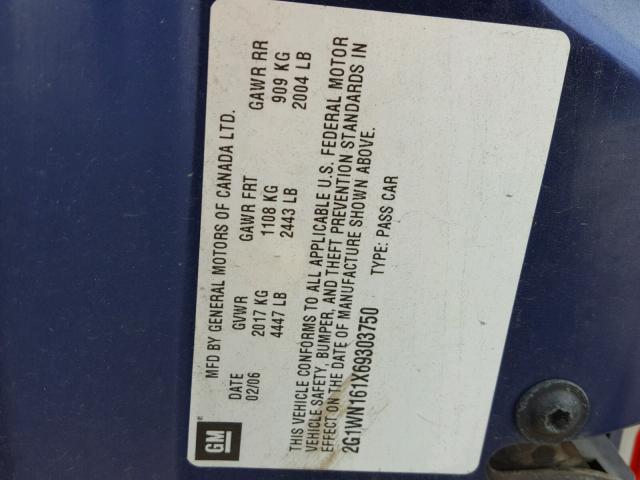 GM
MFD BY GENERAL MOTORS OF CANADA LTD.
DATE GVWR GAWR FRT GAWR RR
02/06 2017 KG 1108 KG 909 KG
4447 LB 2443 LB 2004 LB
THIS VEHICLE CONFORMS TO ALL APPLICABLE U.S. FEDERAL MOTOR
VEHICLE SAFETY, BUMPER, AND THEFT PREVENTION STANDARDS IN
EFFECT ON THE DATE OF MANUFACTURE SHOWN ABOVE.
2G1WN161X69303750 TYPE: PASS CAR